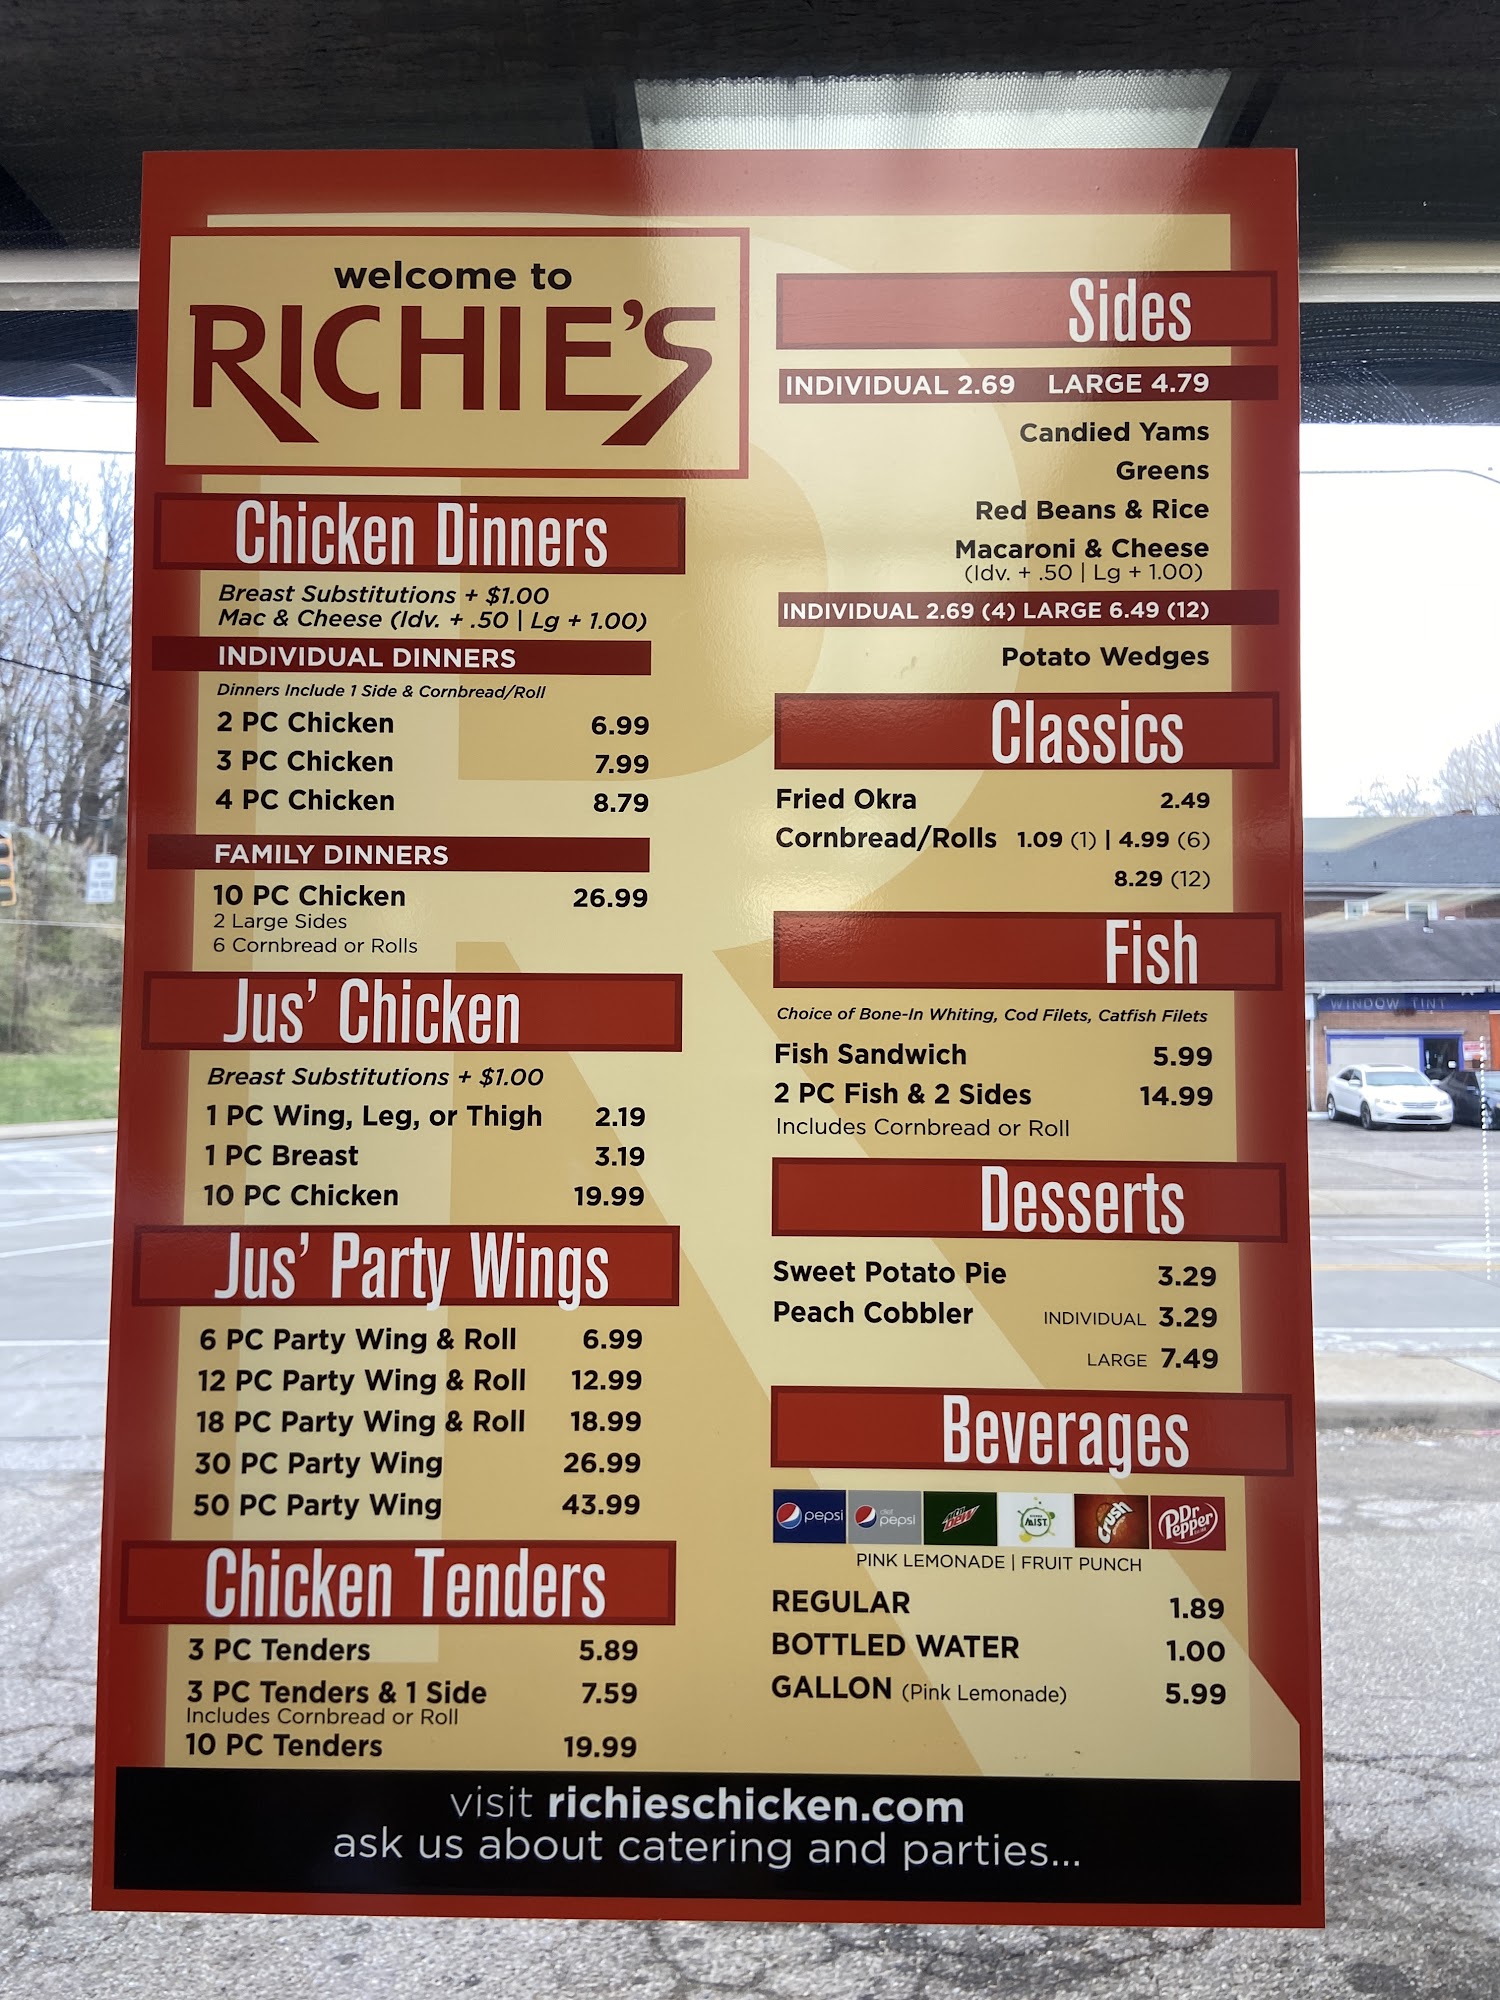 welcome to
RICHIE'S
Chicken Dinners
Breast Substitutions + $1.00
Mac & Cheese (Idv. + .50 | Lg + 1.00)
INDIVIDUAL DINNERS
Dinners Include 1 Side & Cornbread/Roll
2 PC Chicken 6.99
3 PC Chicken 7.99
4 PC Chicken 8.79
FAMILY DINNERS
10 PC Chicken 26.99
2 Large Sides
6 Cornbread or Rolls
Jus' Chicken
Breast Substitutions + $1.00
1 PC Wing, Leg, or Thigh 2.19
1 PC Breast 3.19
10 PC Chicken 19.99
Jus' Party Wings
6 PC Party Wing & Roll 6.99
12 PC Party Wing & Roll 12.99
18 PC Party Wing & Roll 18.99
30 PC Party Wing 26.99
50 PC Party Wing 43.99
Chicken Tenders
3 PC Tenders 5.89
3 PC Tenders & 1 Side 7.59
Includes Cornbread or Roll
10 PC Tenders 19.99
Sides
INDIVIDUAL 2.69 LARGE 4.79
Candied Yams
Greens
Red Beans & Rice
Macaroni & Cheese
(Idv. + .50 | Lg + 1.00)
INDIVIDUAL 2.69 (4) LARGE 6.49 (12)
Potato Wedges
Classics
Fried Okra 2.49
Cornbread/Rolls 1.09 (1) | 4.99 (6)
8.29 (12)
Fish
Choice of Bone-In Whiting, Cod Filets, Catfish Filets
Fish Sandwich 5.99
2 PC Fish & 2 Sides 14.99
Includes Cornbread or Roll
Desserts
Sweet Potato Pie 3.29
Peach Cobbler INDIVIDUAL 3.29
LARGE 7.49
Beverages
pepsi diet pepsi mtn dew MIST Crush Dr Pepper
PINK LEMONADE | FRUIT PUNCH
REGULAR 1.89
BOTTLED WATER 1.00
GALLON (Pink Lemonade) 5.99
visit richieschicken.com
ask us about catering and parties...
WINDOW TINT